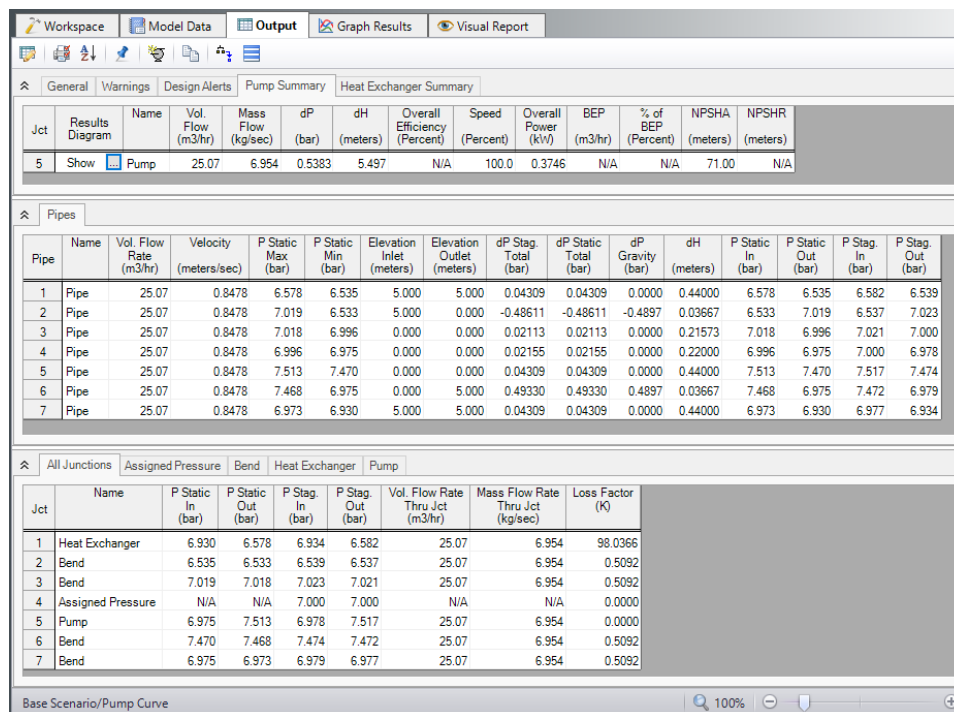 Workspace Model Data Output Graph Results Visual Report
General Warnings Design Alerts Pump Summary Heat Exchanger Summary
Jct Results Diagram Name Vol. Flow (m3/hr) Mass Flow (kg/sec) dP (bar) dH (meters) Overall Efficiency (Percent) Speed (Percent) Overall Power (kW) BEP (m3/hr) % of BEP (Percent) NPSHA (meters) NPSHR (meters)
5 Show ... Pump 25.07 6.954 0.5383 5.497 N/A 100.0 0.3746 N/A N/A 71.00 N/A
Pipes
Pipe Name Vol. Flow Rate (m3/hr) Velocity (meters/sec) P Static Max (bar) P Static Min (bar) Elevation Inlet (meters) Elevation Outlet (meters) dP Stag. Total (bar) dP Static Total (bar) dP Gravity (bar) dH (meters) P Static In (bar) P Static Out (bar) P Stag. In (bar) P Stag. Out (bar)
1 Pipe 25.07 0.8478 6.578 6.535 5.000 5.000 0.04309 0.04309 0.0000 0.44000 6.578 6.535 6.582 6.539
2 Pipe 25.07 0.8478 7.019 6.533 5.000 0.000 -0.48611 -0.48611 -0.4897 0.03667 6.533 7.019 6.537 7.023
3 Pipe 25.07 0.8478 7.018 6.996 0.000 0.000 0.02113 0.02113 0.0000 0.21573 7.018 6.996 7.021 7.000
4 Pipe 25.07 0.8478 6.996 6.975 0.000 0.000 0.02155 0.02155 0.0000 0.22000 6.996 6.975 7.000 6.978
5 Pipe 25.07 0.8478 7.513 7.470 0.000 0.000 0.04309 0.04309 0.0000 0.44000 7.513 7.470 7.517 7.474
6 Pipe 25.07 0.8478 7.468 6.975 0.000 5.000 0.49330 0.49330 0.4897 0.03667 7.468 6.975 7.472 6.979
7 Pipe 25.07 0.8478 6.973 6.930 5.000 5.000 0.04309 0.04309 0.0000 0.44000 6.973 6.930 6.977 6.934
All Junctions Assigned Pressure Bend Heat Exchanger Pump
Jct Name P Static In (bar) P Static Out (bar) P Stag. In (bar) P Stag. Out (bar) Vol. Flow Rate Thru Jct (m3/hr) Mass Flow Rate Thru Jct (kg/sec) Loss Factor (K)
1 Heat Exchanger 6.930 6.578 6.934 6.582 25.07 6.954 98.0366
2 Bend 6.535 6.533 6.539 6.537 25.07 6.954 0.5092
3 Bend 7.019 7.018 7.023 7.021 25.07 6.954 0.5092
4 Assigned Pressure N/A N/A 7.000 7.000 N/A N/A 0.0000
5 Pump 6.975 7.513 6.978 7.517 25.07 6.954 0.0000
6 Bend 7.470 7.468 7.474 7.472 25.07 6.954 0.5092
7 Bend 6.975 6.973 6.979 6.977 25.07 6.954 0.5092
Base Scenario/Pump Curve 100%